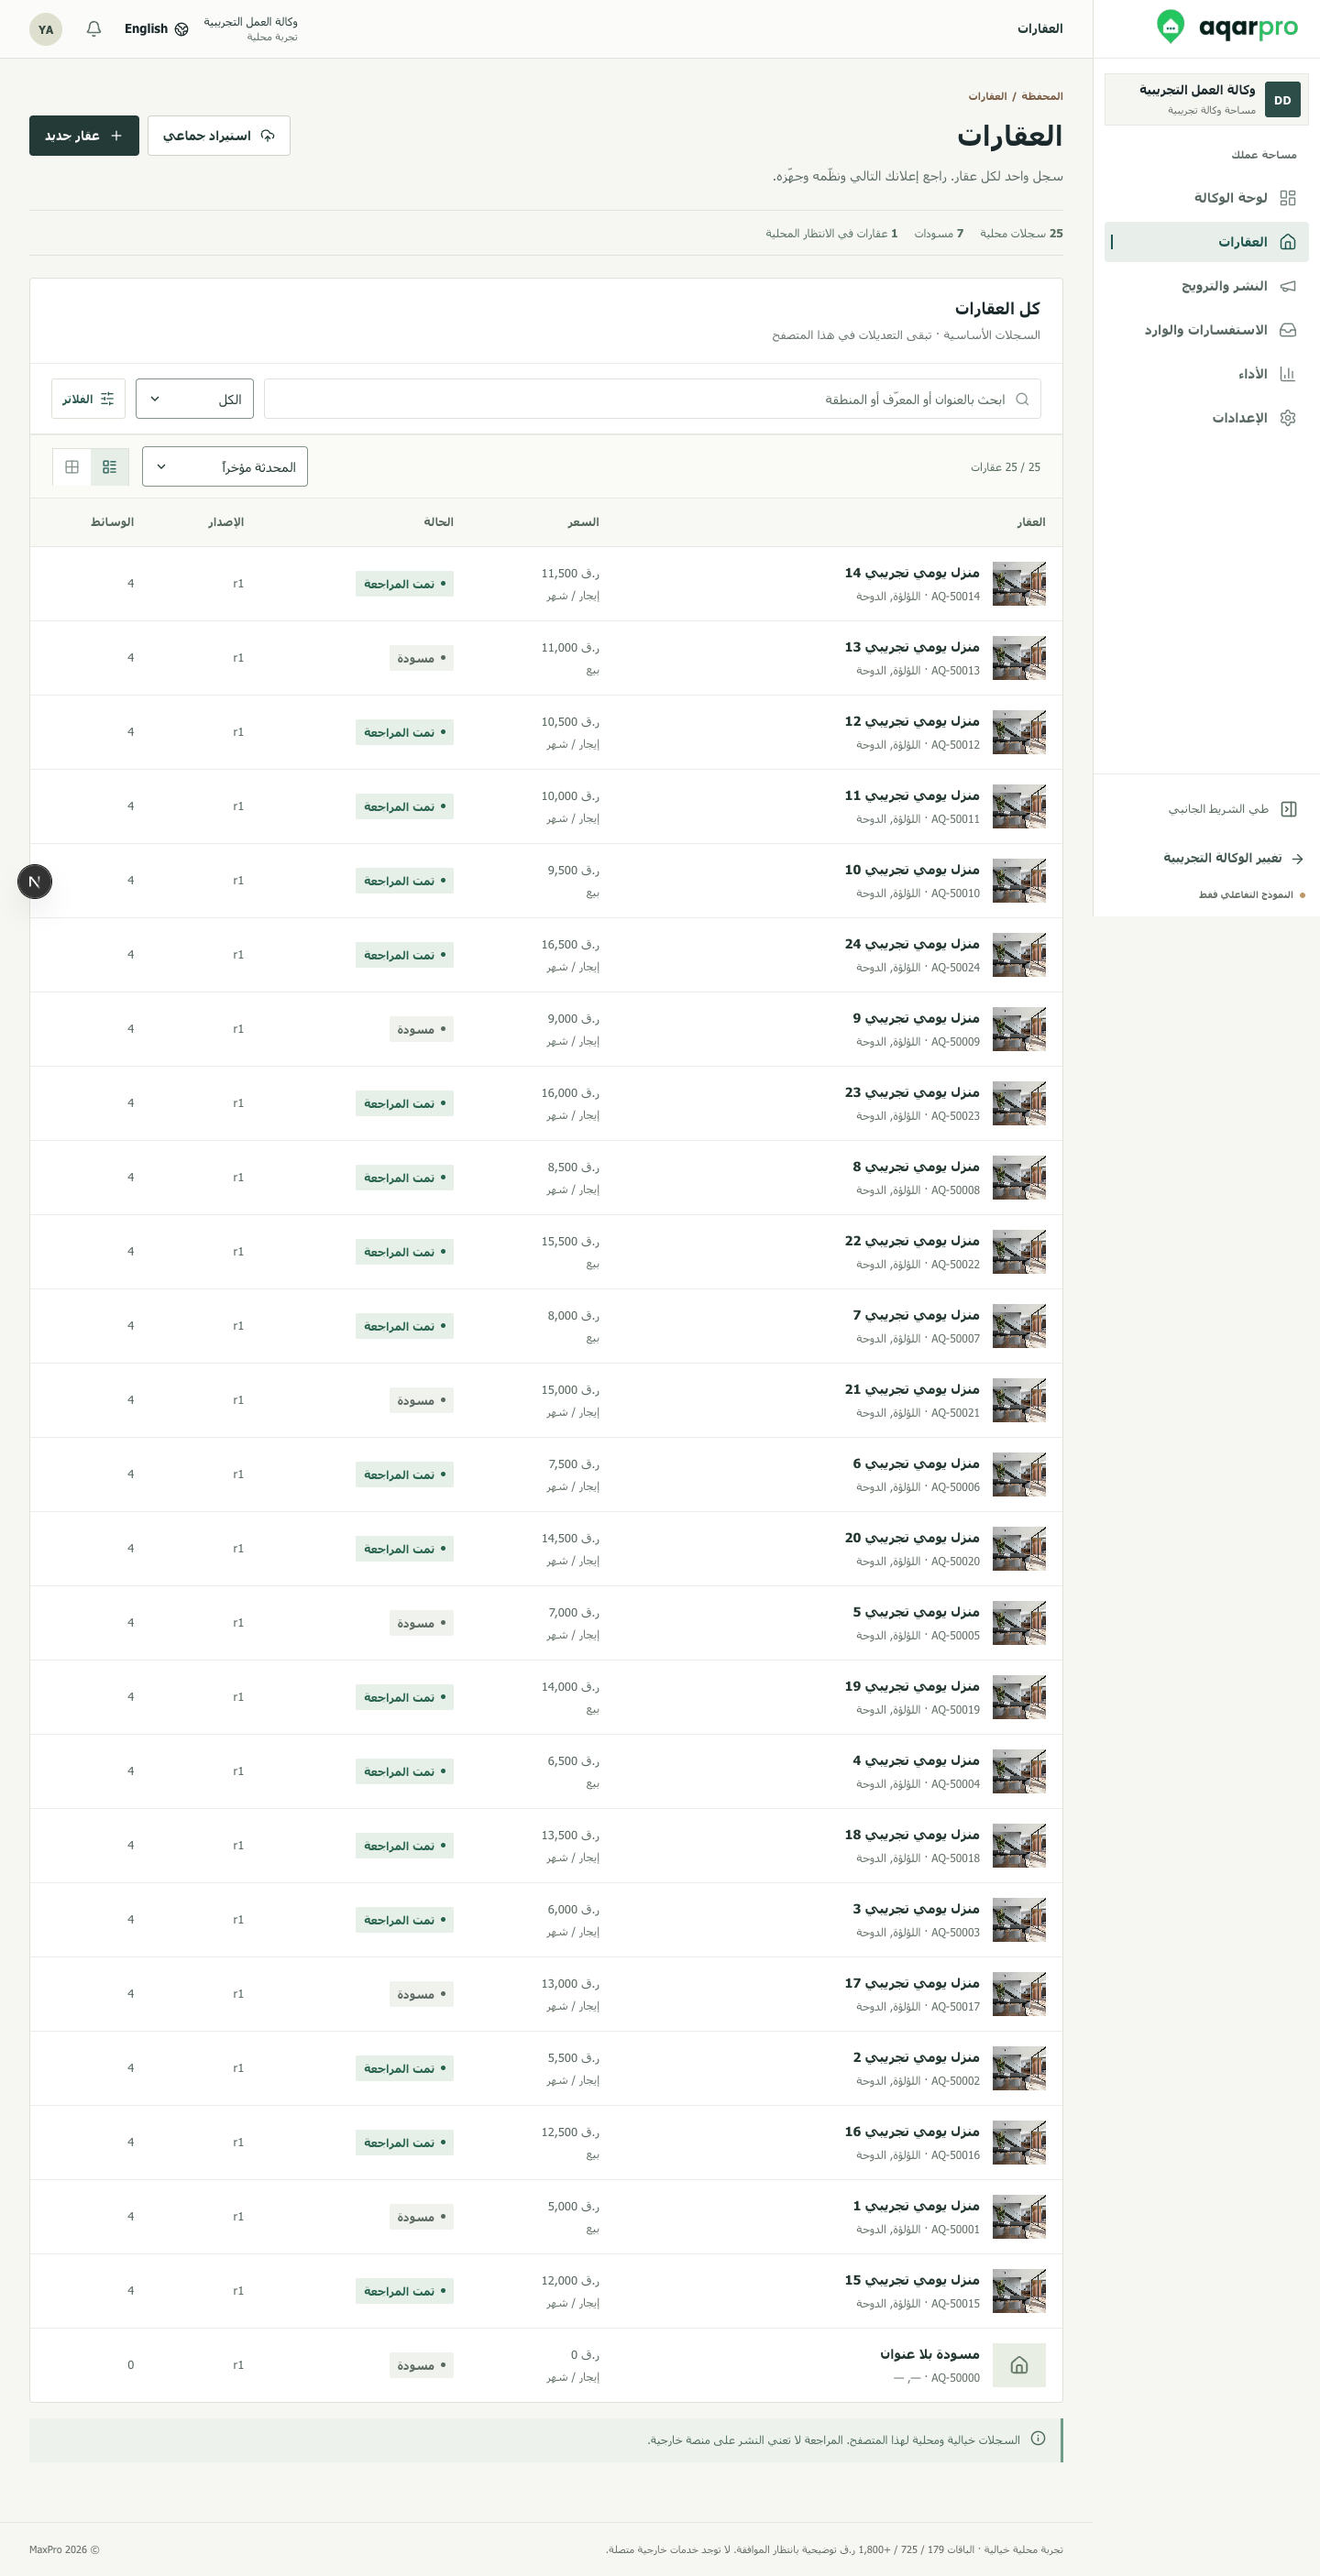 aqarpro
العقارات
وكالة العمل التجريبية
تجربة محلية
English
YA
DD
وكالة العمل التجريبية
مساحة وكالة تجريبية
مساحة عملك
لوحة الوكالة
العقارات
النشر والترويج
الاستفسارات والوارد
الأداء
الإعدادات
طي الشريط الجانبي
تغيير الوكالة التجريبية
النموذج التفاعلي فقط
المحفظة / العقارات
العقارات
استيراد جماعي
عقار جديد
سجل واحد لكل عقار. راجع إعلانك التالي ونظّمه وجهّزه.
25 سجلات محلية 7 مسودات 1 عقارات في الانتظار المحلية
كل العقارات
السجلات الأساسية · تبقى التعديلات في هذا المتصفح
ابحث بالعنوان أو المعرّف أو المنطقة
الكل
الفلاتر
25 / 25 عقارات
المحدثة مؤخراً
العقار السعر الحالة الإصدار الوسائط
منزل يومي تجريبي 14 ر.ق 11,500 تمت المراجعة r1 4
AQ-50014 · اللؤلؤة, الدوحة إيجار / شهر
منزل يومي تجريبي 13 ر.ق 11,000 مسودة r1 4
AQ-50013 · اللؤلؤة, الدوحة بيع
منزل يومي تجريبي 12 ر.ق 10,500 تمت المراجعة r1 4
AQ-50012 · اللؤلؤة, الدوحة إيجار / شهر
منزل يومي تجريبي 11 ر.ق 10,000 تمت المراجعة r1 4
AQ-50011 · اللؤلؤة, الدوحة إيجار / شهر
منزل يومي تجريبي 10 ر.ق 9,500 تمت المراجعة r1 4
AQ-50010 · اللؤلؤة, الدوحة بيع
منزل يومي تجريبي 24 ر.ق 16,500 تمت المراجعة r1 4
AQ-50024 · اللؤلؤة, الدوحة إيجار / شهر
منزل يومي تجريبي 9 ر.ق 9,000 مسودة r1 4
AQ-50009 · اللؤلؤة, الدوحة إيجار / شهر
منزل يومي تجريبي 23 ر.ق 16,000 تمت المراجعة r1 4
AQ-50023 · اللؤلؤة, الدوحة إيجار / شهر
منزل يومي تجريبي 8 ر.ق 8,500 تمت المراجعة r1 4
AQ-50008 · اللؤلؤة, الدوحة إيجار / شهر
منزل يومي تجريبي 22 ر.ق 15,500 تمت المراجعة r1 4
AQ-50022 · اللؤلؤة, الدوحة بيع
منزل يومي تجريبي 7 ر.ق 8,000 تمت المراجعة r1 4
AQ-50007 · اللؤلؤة, الدوحة بيع
منزل يومي تجريبي 21 ر.ق 15,000 مسودة r1 4
AQ-50021 · اللؤلؤة, الدوحة إيجار / شهر
منزل يومي تجريبي 6 ر.ق 7,500 تمت المراجعة r1 4
AQ-50006 · اللؤلؤة, الدوحة إيجار / شهر
منزل يومي تجريبي 20 ر.ق 14,500 تمت المراجعة r1 4
AQ-50020 · اللؤلؤة, الدوحة إيجار / شهر
منزل يومي تجريبي 5 ر.ق 7,000 مسودة r1 4
AQ-50005 · اللؤلؤة, الدوحة إيجار / شهر
منزل يومي تجريبي 19 ر.ق 14,000 تمت المراجعة r1 4
AQ-50019 · اللؤلؤة, الدوحة بيع
منزل يومي تجريبي 4 ر.ق 6,500 تمت المراجعة r1 4
AQ-50004 · اللؤلؤة, الدوحة بيع
منزل يومي تجريبي 18 ر.ق 13,500 تمت المراجعة r1 4
AQ-50018 · اللؤلؤة, الدوحة إيجار / شهر
منزل يومي تجريبي 3 ر.ق 6,000 تمت المراجعة r1 4
AQ-50003 · اللؤلؤة, الدوحة إيجار / شهر
منزل يومي تجريبي 17 ر.ق 13,000 مسودة r1 4
AQ-50017 · اللؤلؤة, الدوحة إيجار / شهر
منزل يومي تجريبي 2 ر.ق 5,500 تمت المراجعة r1 4
AQ-50002 · اللؤلؤة, الدوحة إيجار / شهر
منزل يومي تجريبي 16 ر.ق 12,500 تمت المراجعة r1 4
AQ-50016 · اللؤلؤة, الدوحة بيع
منزل يومي تجريبي 1 ر.ق 5,000 مسودة r1 4
AQ-50001 · اللؤلؤة, الدوحة بيع
منزل يومي تجريبي 15 ر.ق 12,000 تمت المراجعة r1 4
AQ-50015 · اللؤلؤة, الدوحة إيجار / شهر
مسودة بلا عنوان ر.ق 0 مسودة r1 0
AQ-50000 · —, — إيجار / شهر
السجلات خيالية ومحلية لهذا المتصفح. المراجعة لا تعني النشر على منصة خارجية.
تجربة محلية خيالية · الباقات 179 / 725 / +1,800 ر.ق توضيحية بانتظار الموافقة. لا توجد خدمات خارجية متصلة.
© 2026 MaxPro